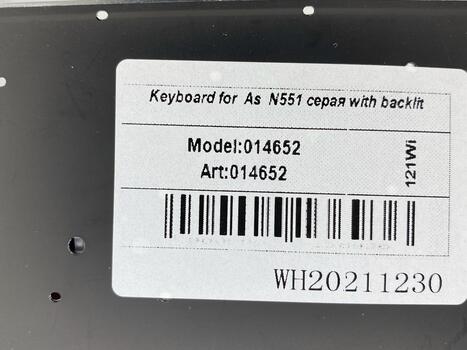 Keyboard for As N551 серая with backlit
Model:014652
Art:014652
121Wi
WH20211230